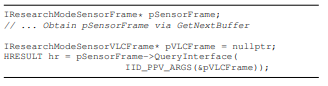 IResearchModeSensorFrame* pSensorFrame;
// ... Obtain pSensorFrame via GetNextBuffer
IResearchModeSensorVLCFrame* pVLCFrame = nullptr;
HRESULT hr = pSensorFrame->QueryInterface(
IID_PPV_ARGS(&pVLCFrame));